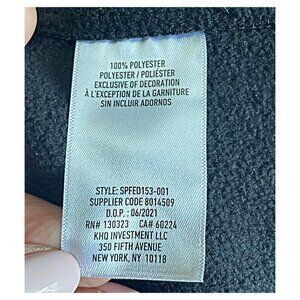 100% POLYESTER
POLYESTER / POLIÉSTER
EXCLUSIVE OF DECORATION
À L'EXCEPTION DE LA GARNITURE
SIN INCLUIR ADORNOS
STYLE: SPFED153-001
SUPPLIER CODE 8014509
D.O.P. : 06/2021
RN# 130323 CA# 60224
KHQ INVESTMENT LLC
350 FIFTH AVENUE
NEW YORK, NY 10118